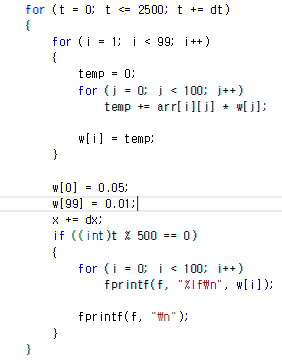 for (t = 0; t <= 2500; t += dt)
{
for (i = 1; i < 99; i++)
{
temp = 0;
for (j = 0; j < 100; j++)
temp += arr[i][j] * w[j];
w[i] = temp;
}
w[0] = 0.05;
w[99] = 0.01;
x += dx;
if ((int)t % 500 == 0)
{
for (i = 0; i < 100; i++)
fprintf(f, "%lf₩n", w[i]);
fprintf(f, "₩n");
}
}